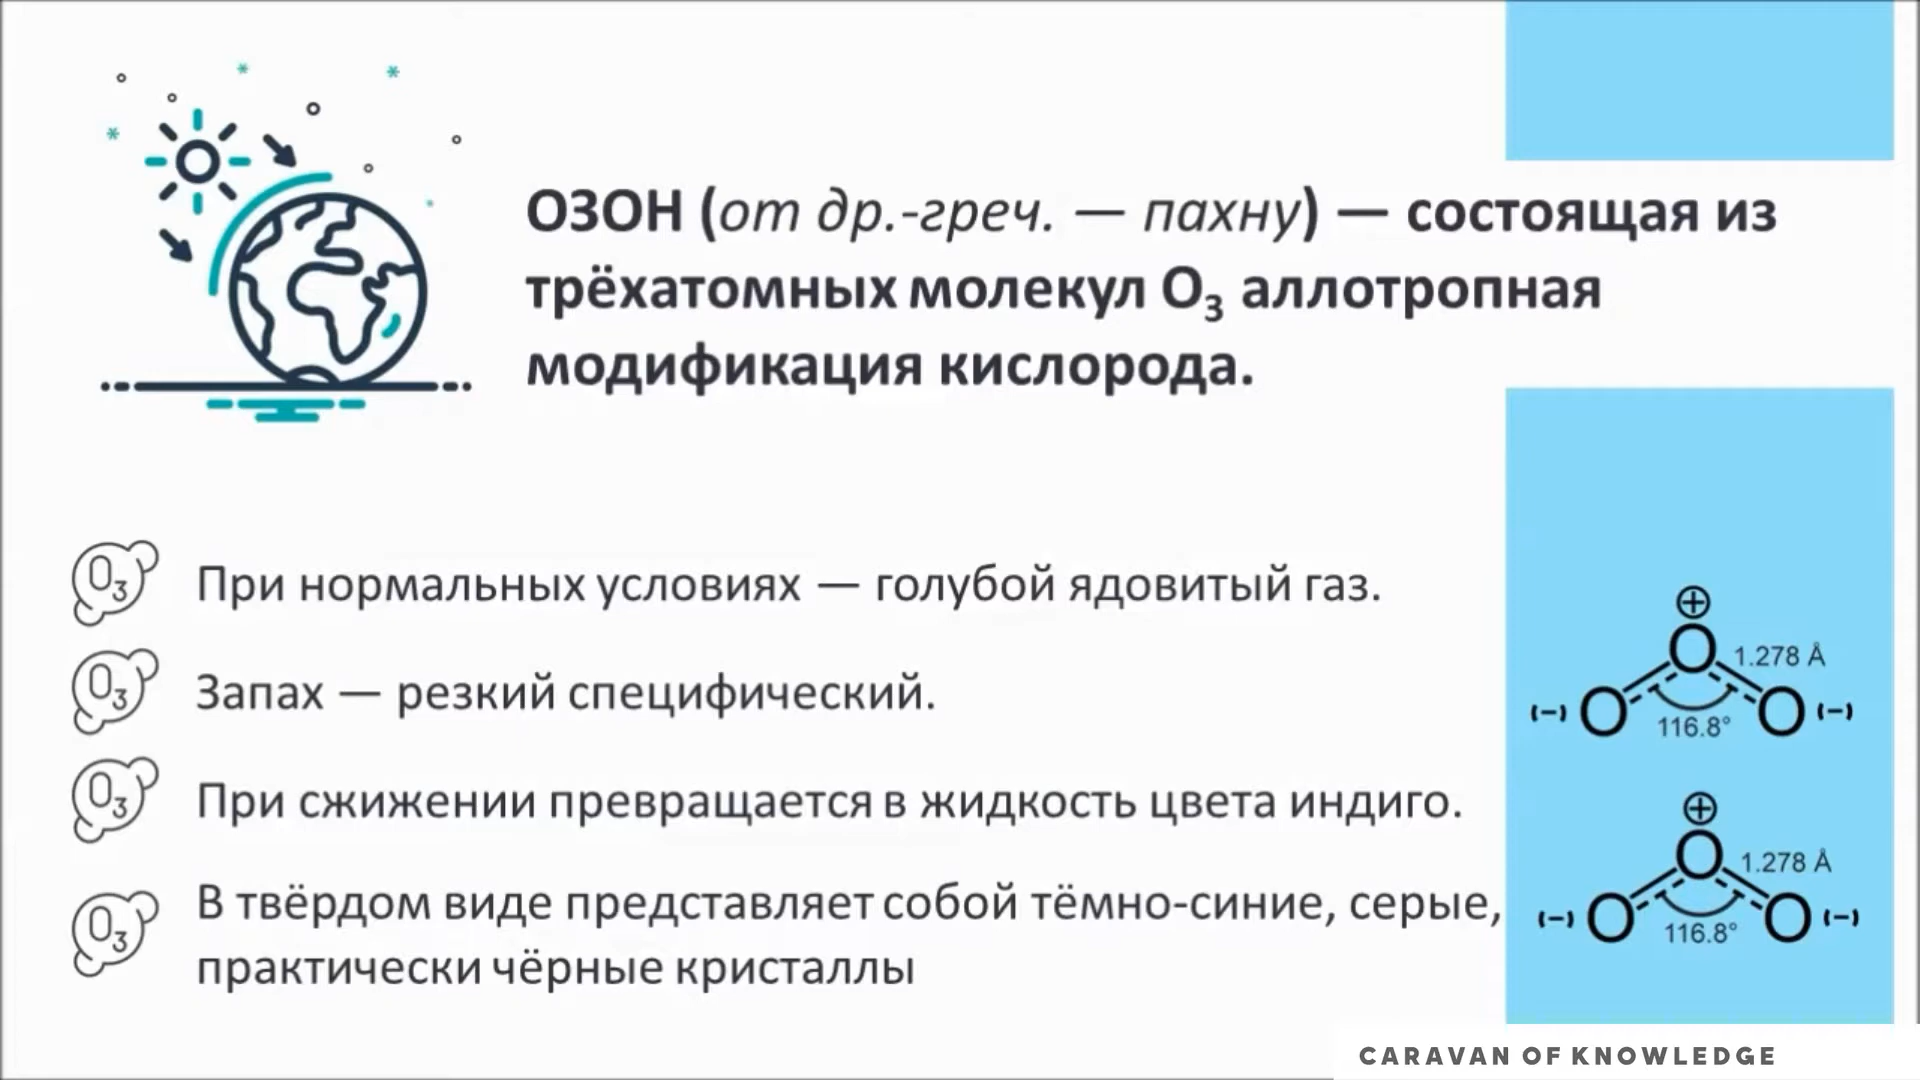 ОЗОН (от др.-греч. — пахну) — состоящая из
трёхатомных молекул O₃ аллотропная
модификация кислорода.
O₃ При нормальных условиях — голубой ядовитый газ.
O₃ Запах — резкий специфический.
O₃ При сжижении превращается в жидкость цвета индиго.
O₃ В твёрдом виде представляет собой тёмно-синие, серые,
практически чёрные кристаллы
⊕
O 1.278 Å
(−) O O (−)
116.8°
⊕
O 1.278 Å
(−) O O (−)
116.8°
CARAVAN OF KNOWLEDGE